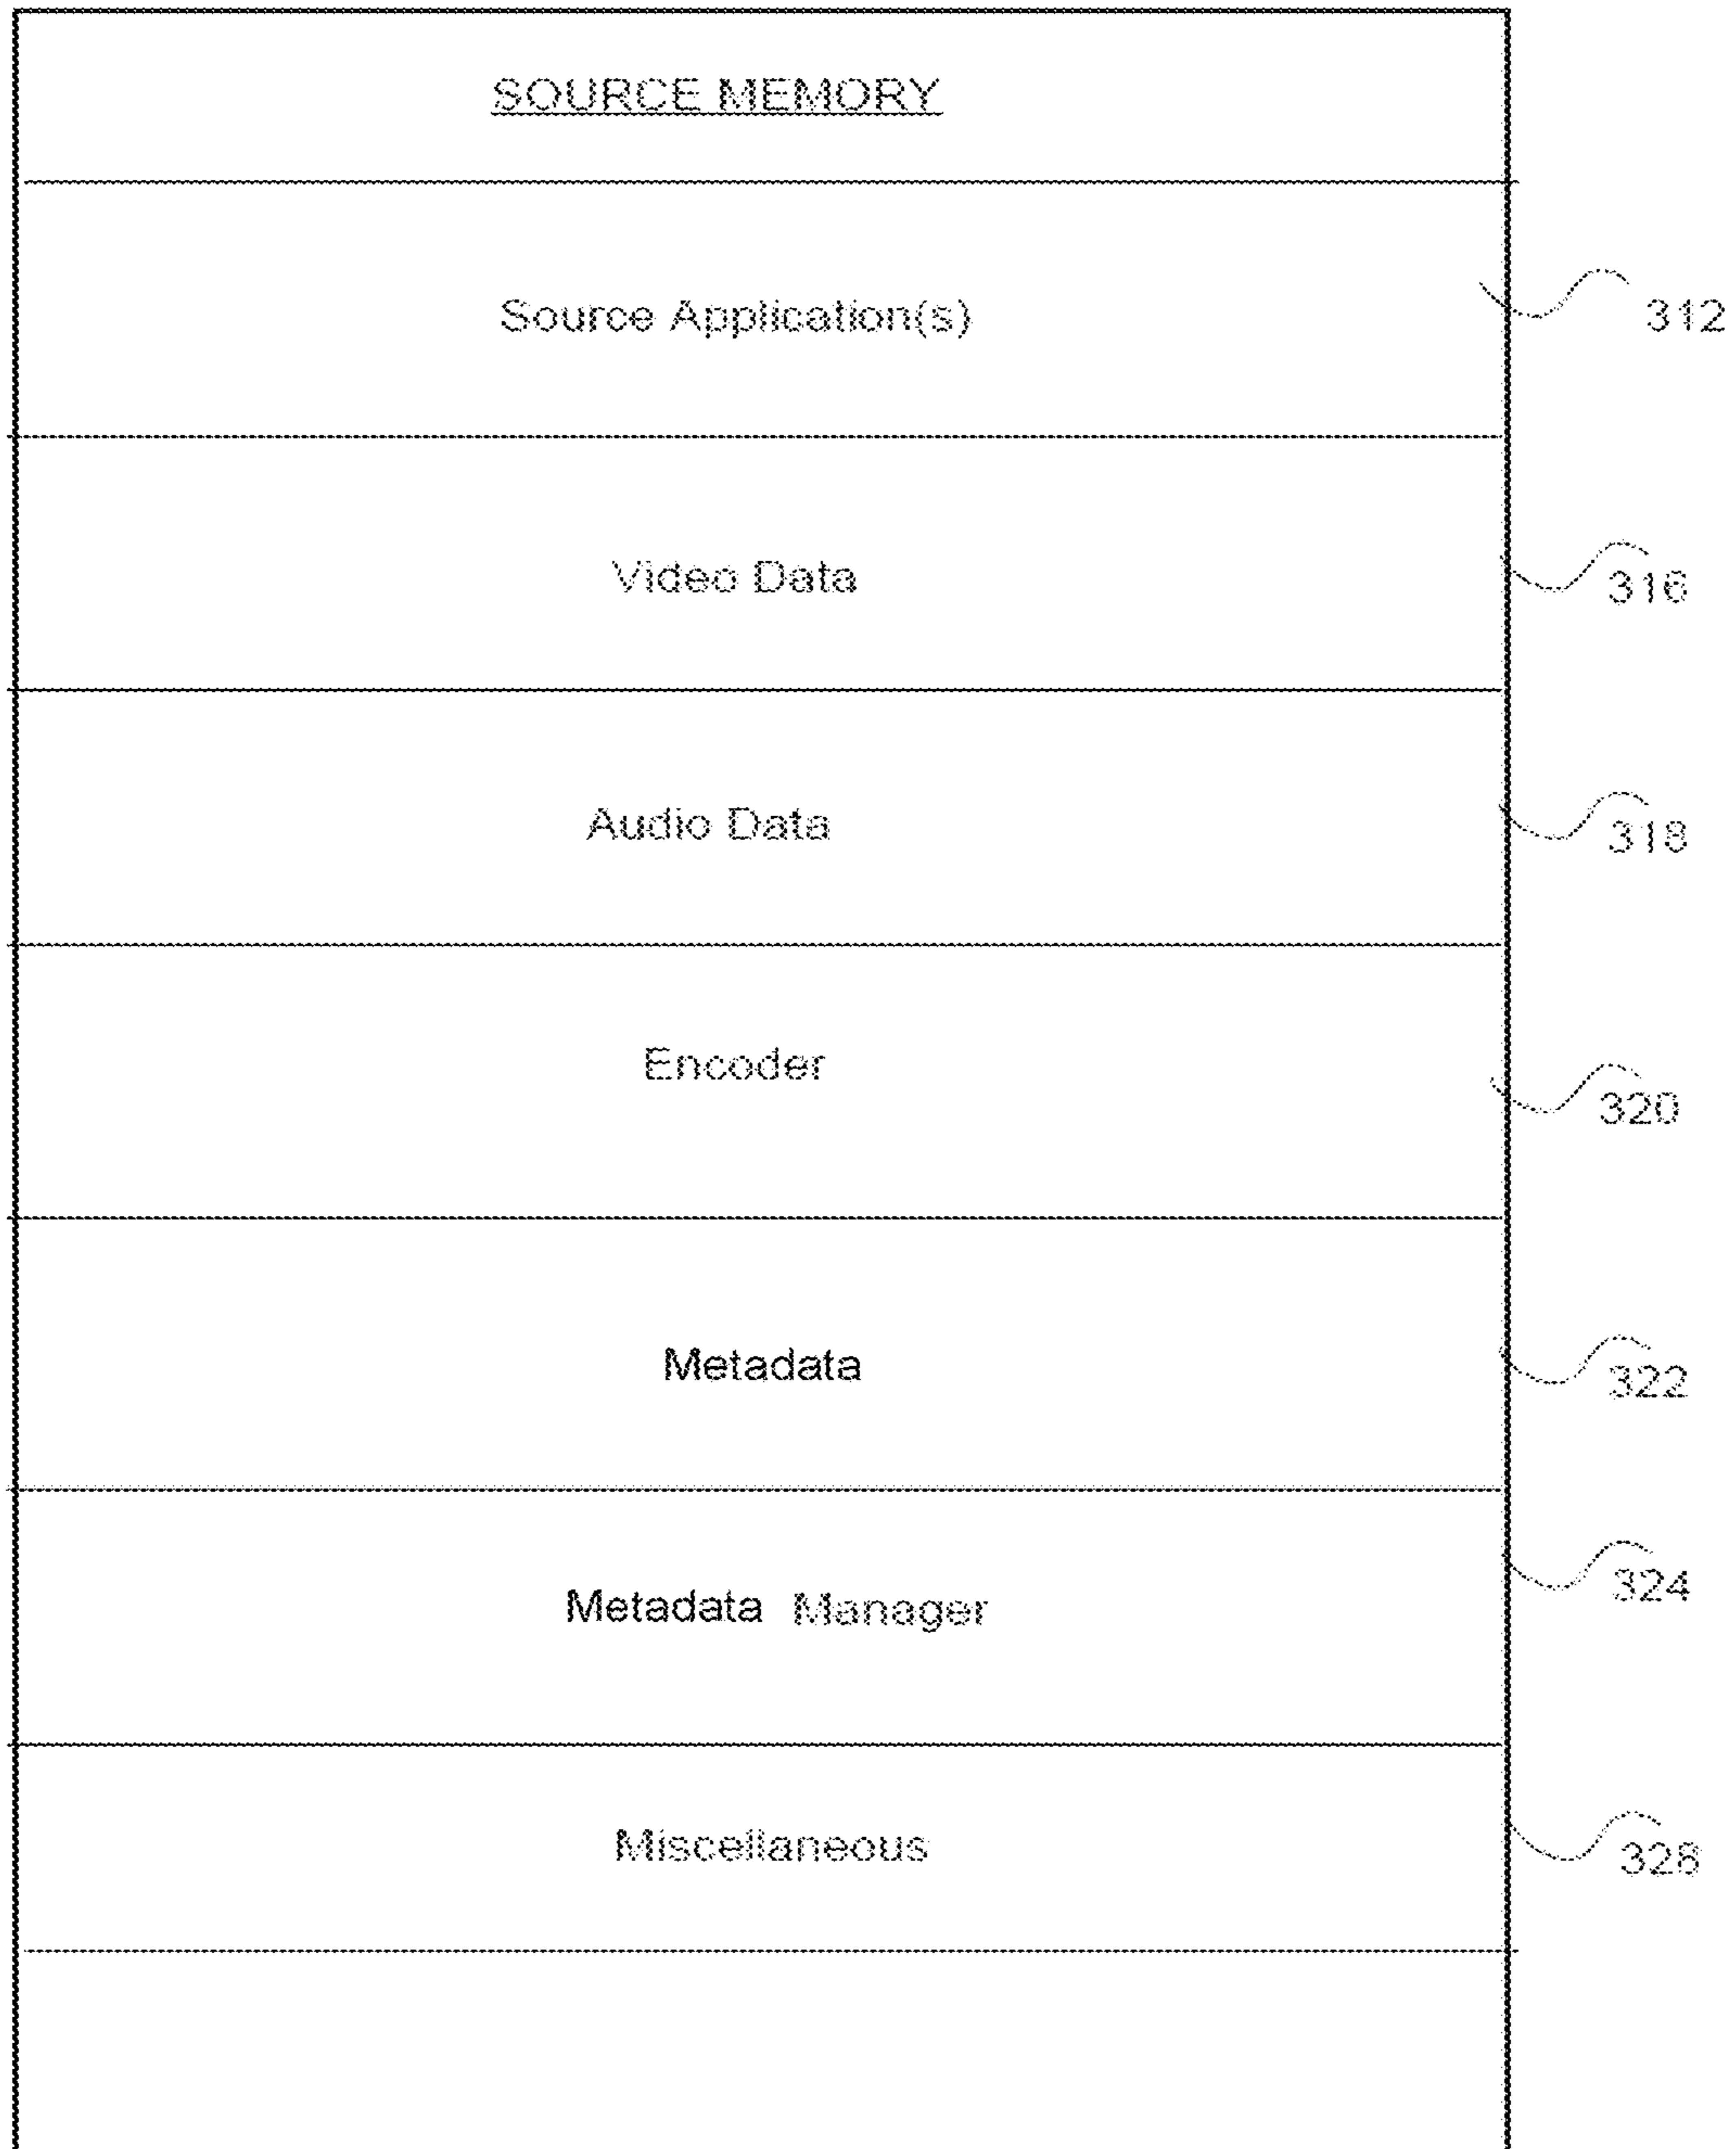 SOURCE MEMORY
Source Application(s)
312
Video Data
316
Audio Data
318
Encoder
320
Metadata
322
Metadata Manager
324
Miscellaneous
328